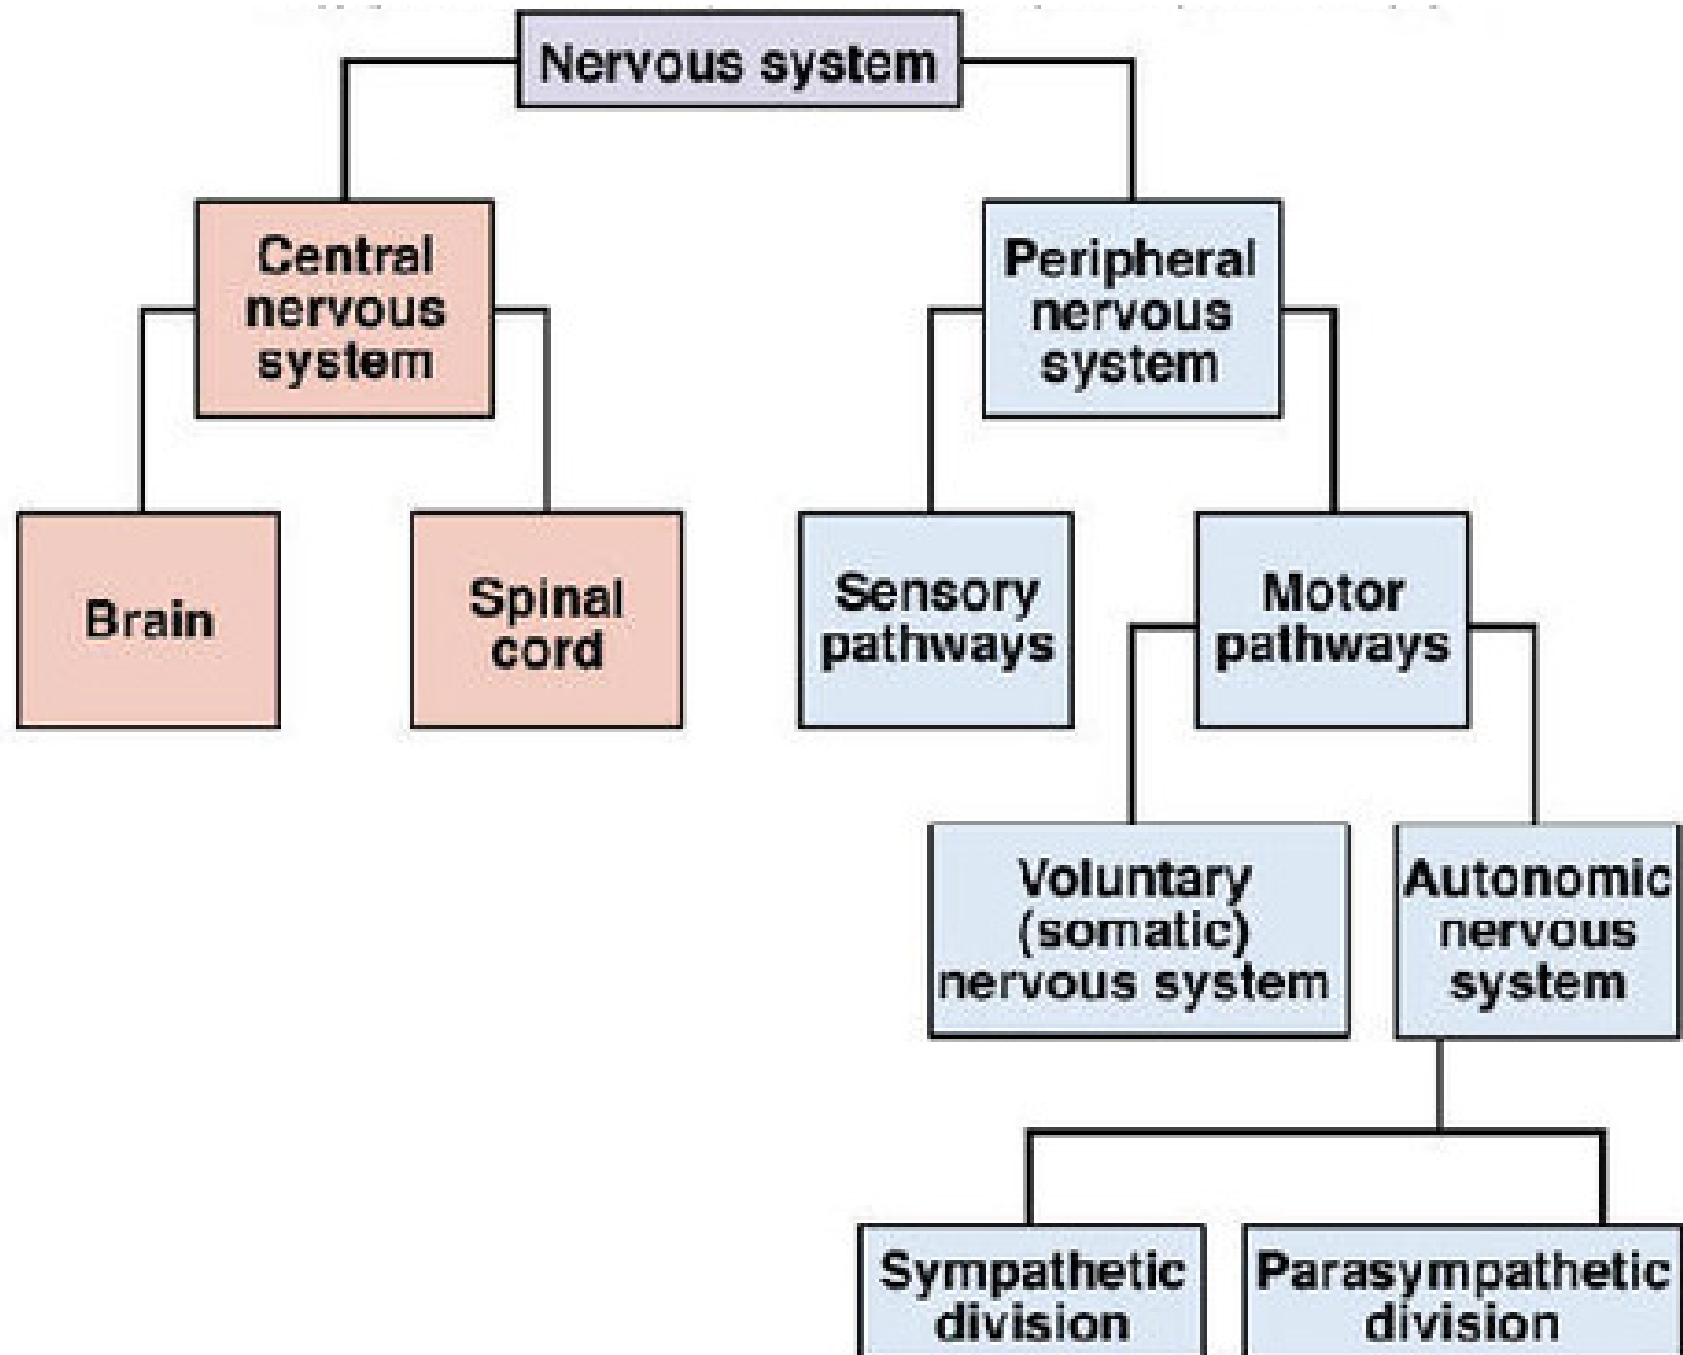 Nervous system
Central
nervous
system
Peripheral
nervous
system
Brain
Spinal
cord
Sensory
pathways
Motor
pathways
Voluntary
(somatic)
nervous system
Autonomic
nervous
system
Sympathetic
division
Parasympathetic
division